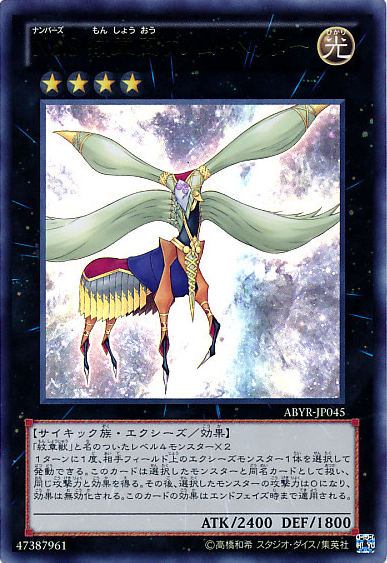 ナンバーズ もんしょうおう
光
ひかり
ABYR-JP045
【サイキック族・エクシーズ/効果】
「紋章獣」と名のついたレベル4モンスター×2
1ターンに1度、相手フィールド上のエクシーズモンスター1体を選択して
発動できる。このカードは選択したモンスターと同名カードとして扱い、
同じ攻撃力と効果を得る。その後、選択したモンスターの攻撃力は0になり、
効果は無効化される。このカードの効果はエンドフェイズ時まで適用される。
ATK/2400 DEF/1800
47387961
©高橋和希 スタジオ・ダイス/集英社